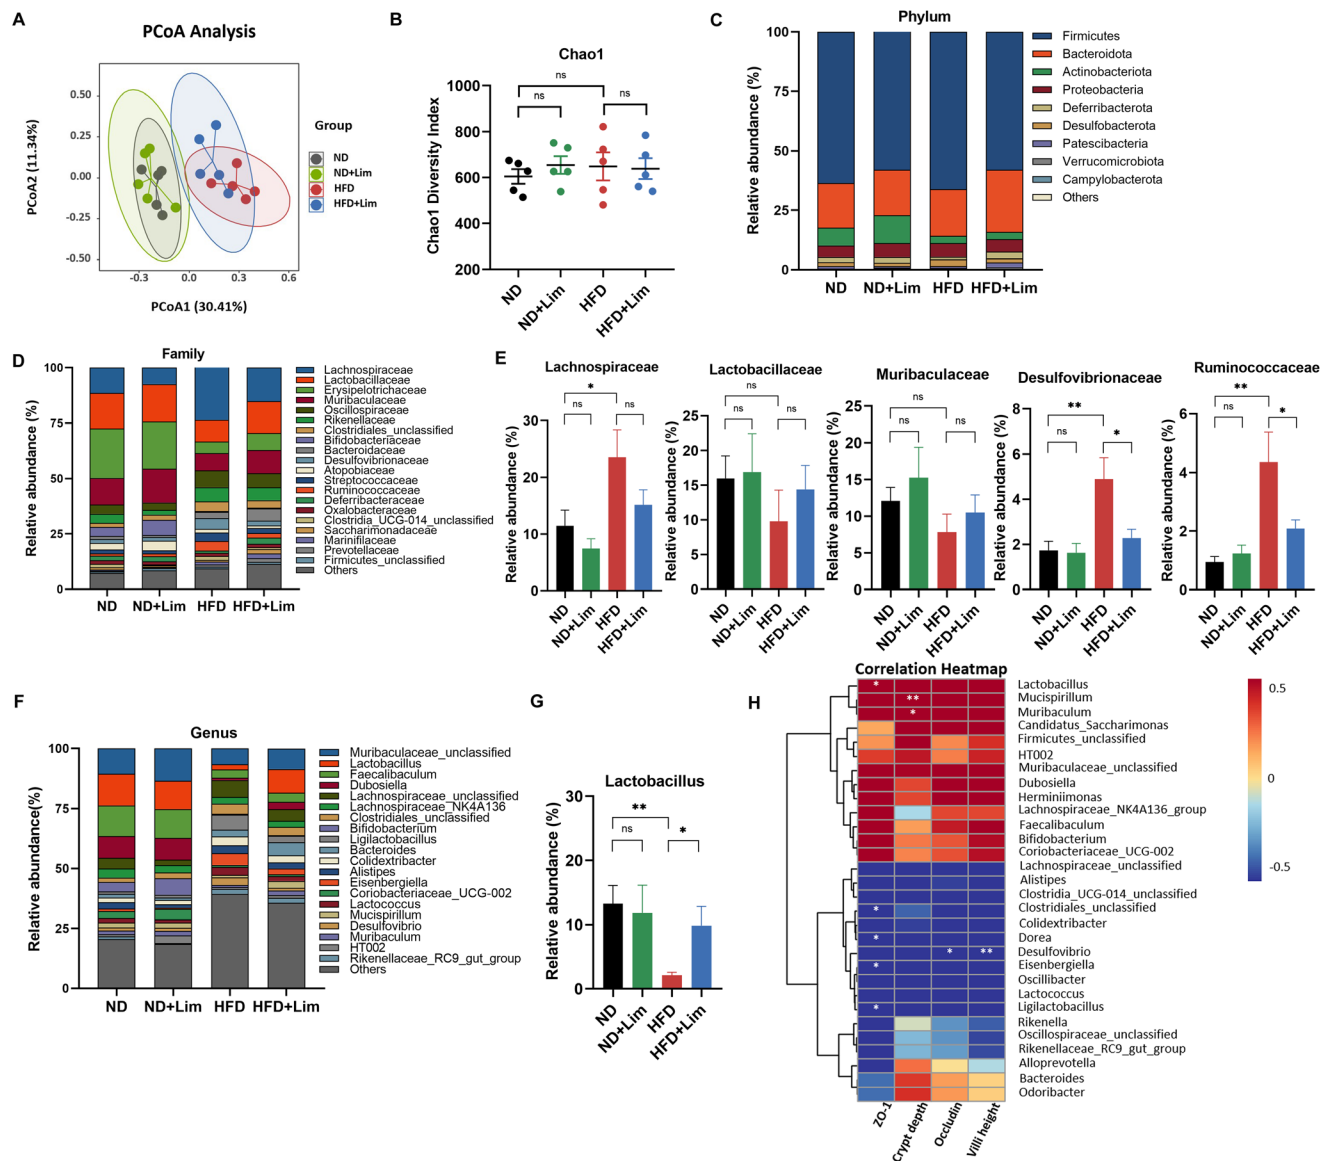 A
PCoA Analysis
PCoA2 (11.34%)
0.50
0.25
0.00
-0.25
-0.50
-0.3
0.0
0.3
0.6
PCoA1 (30.41%)
Group
ND
ND+Lim
HFD
HFD+Lim
B
Chao1
Chao1 Diversity Index
1000
800
600
400
200
ns
ns
ns
ND
ND+Lim
HFD
HFD+Lim
C
Phylum
Relative abundance (%)
100
75
50
25
0
ND
ND+Lim
HFD
HFD+Lim
Firmicutes
Bacteroidota
Actinobacteriota
Proteobacteria
Deferribacterota
Desulfobacterota
Patescibacteria
Verrucomicrobiota
Campylobacterota
Others
D
Family
Relative abundance (%)
100
75
50
25
0
ND
ND+Lim
HFD
HFD+Lim
Lachnospiraceae
Lactobacillaceae
Erysipelotrichaceae
Muribaculaceae
Oscillospiraceae
Rikenellaceae
Clostridiales_unclassified
Bifidobacteriaceae
Bacteroidaceae
Desulfovibrionaceae
Atopobiaceae
Streptococcaceae
Ruminococcaceae
Deferribacteraceae
Oxalobacteraceae
Clostridia_UCG-014_unclassified
Saccharimonadaceae
Marinifilaceae
Prevotellaceae
Firmicutes_unclassified
Others
E
Lachnospiraceae
Relative abundance (%)
30
20
10
0
*
ns
ns
ND
ND+Lim
HFD
HFD+Lim
Lactobacillaceae
Relative abundance (%)
25
20
15
10
5
0
ns
ns
ns
ND
ND+Lim
HFD
HFD+Lim
Muribaculaceae
Relative abundance (%)
25
20
15
10
5
0
ns
ns
ns
ND
ND+Lim
HFD
HFD+Lim
Desulfovibrionaceae
Relative abundance (%)
8
6
4
2
0
**
ns
*
ND
ND+Lim
HFD
HFD+Lim
Ruminococcaceae
Relative abundance (%)
6
4
2
0
**
ns
*
ND
ND+Lim
HFD
HFD+Lim
F
Genus
Relative abundance(%)
100
75
50
25
0
ND
ND+Lim
HFD
HFD+Lim
Muribaculaceae_unclassified
Lactobacillus
Faecalibaculum
Dubosiella
Lachnospiraceae_unclassified
Lachnospiraceae_NK4A136
Clostridiales_unclassified
Bifidobacterium
Ligilactobacillus
Bacteroides
Colidextribacter
Alistipes
Eisenbergiella
Coriobacteriaceae_UCG-002
Lactococcus
Mucispirillum
Desulfovibrio
Muribaculum
HT002
Rikenellaceae_RC9_gut_group
Others
G
Lactobacillus
Relative abundance (%)
30
20
10
0
**
ns
*
ND
ND+Lim
HFD
HFD+Lim
H
Correlation Heatmap
*
**
*
*
*
* **
*
*
Lactobacillus
Mucispirillum
Muribaculum
Candidatus_Saccharimonas
Firmicutes_unclassified
HT002
Muribaculaceae_unclassified
Dubosiella
Herminiimonas
Lachnospiraceae_NK4A136_group
Faecalibaculum
Bifidobacterium
Coriobacteriaceae_UCG-002
Lachnospiraceae_unclassified
Alistipes
Clostridia_UCG-014_unclassified
Clostridiales_unclassified
Colidextribacter
Dorea
Desulfovibrio
Eisenbergiella
Oscillibacter
Lactococcus
Ligilactobacillus
Rikenella
Oscillospiraceae_unclassified
Rikenellaceae_RC9_gut_group
Alloprevotella
Bacteroides
Odoribacter
ZO-1
Crypt depth
Occludin
Villi height
0.5
0
-0.5